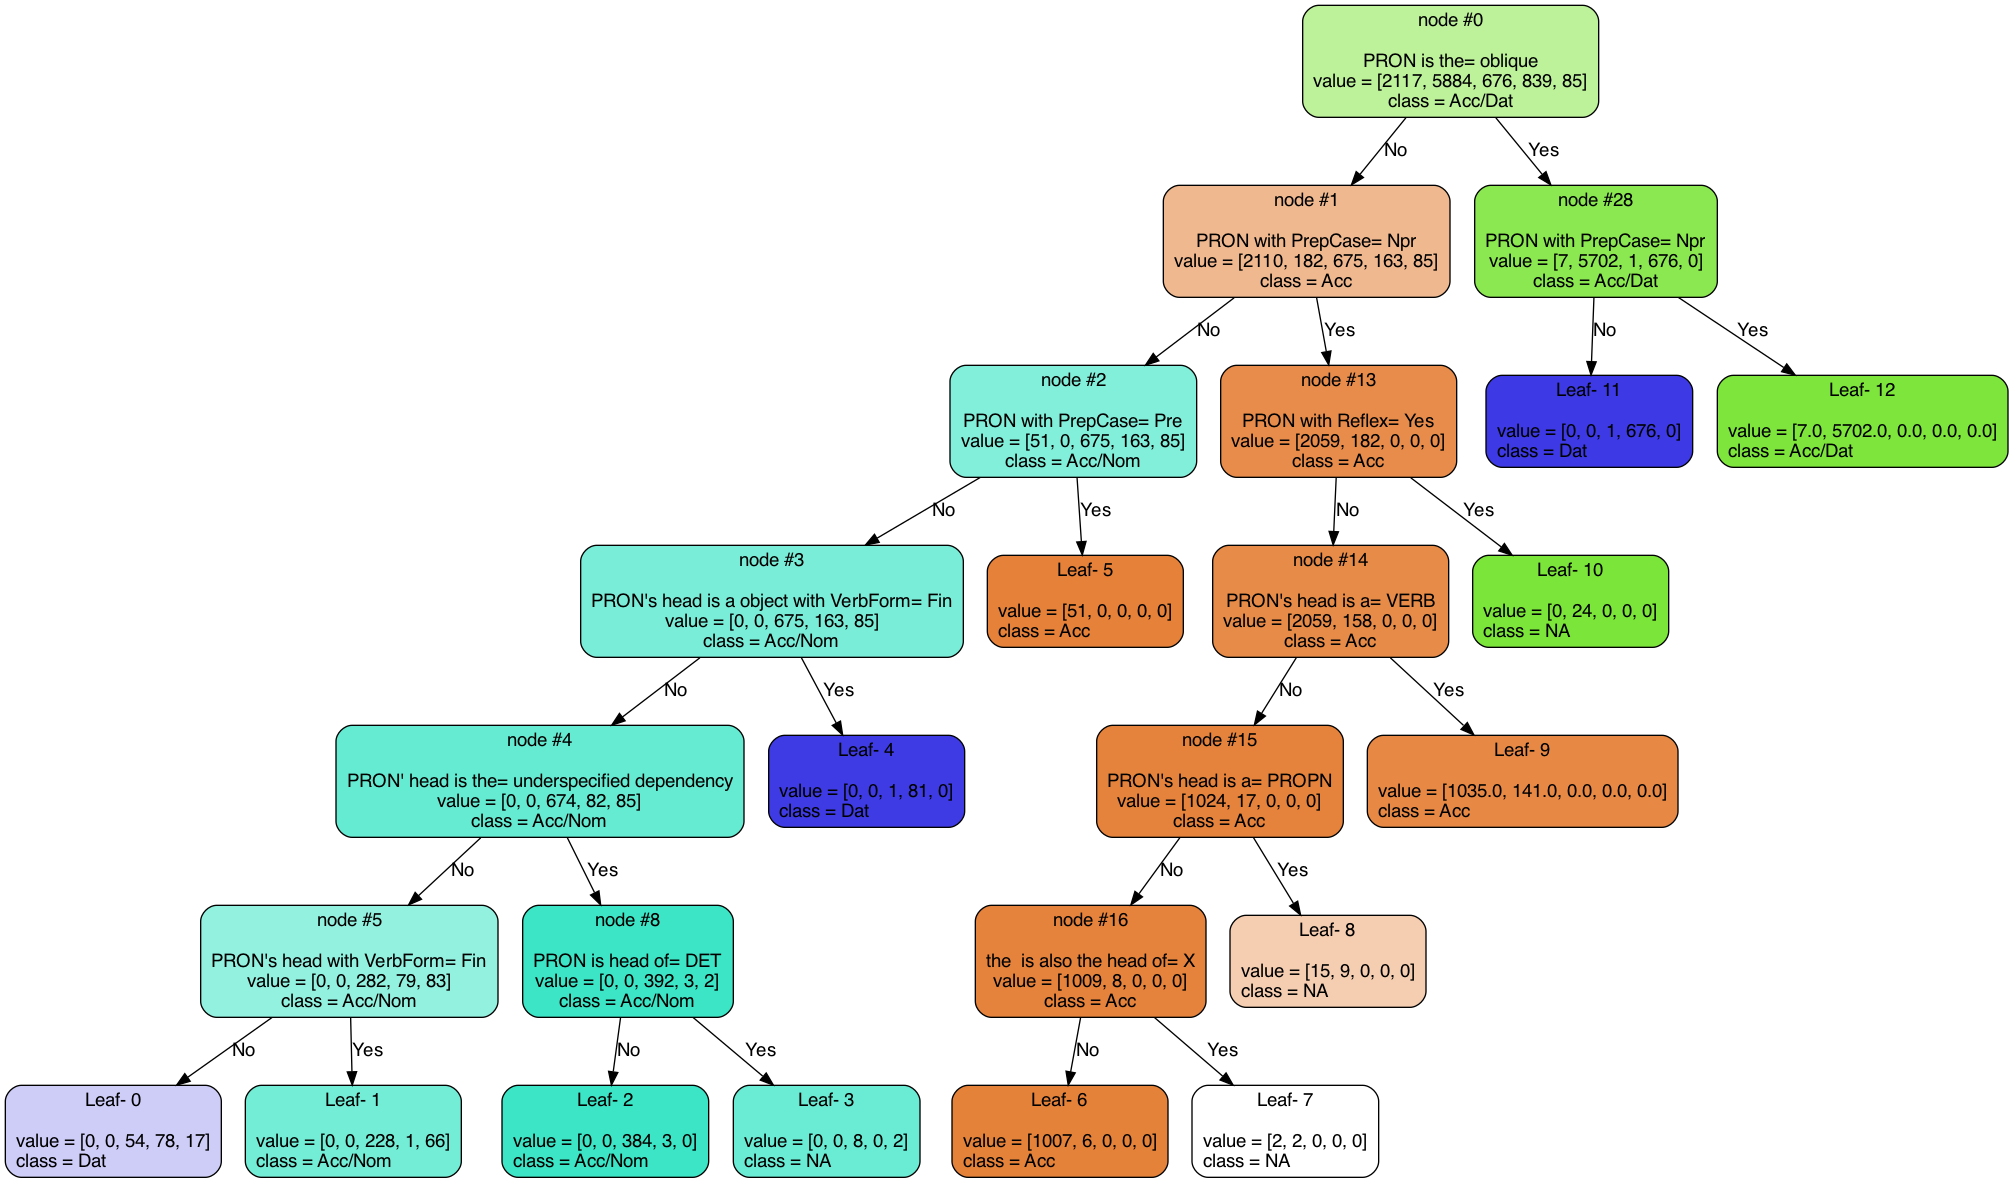 node #0
PRON is the= oblique
value = [2117, 5884, 676, 839, 85]
class = Acc/Dat
No
Yes
node #1
PRON with PrepCase= Npr
value = [2110, 182, 675, 163, 85]
class = Acc
node #28
PRON with PrepCase= Npr
value = [7, 5702, 1, 676, 0]
class = Acc/Dat
No
Yes
No
Yes
node #2
PRON with PrepCase= Pre
value = [51, 0, 675, 163, 85]
class = Acc/Nom
node #13
PRON with Reflex= Yes
value = [2059, 182, 0, 0, 0]
class = Acc
Leaf- 11
value = [0, 0, 1, 676, 0]
class = Dat
Leaf- 12
value = [7.0, 5702.0, 0.0, 0.0, 0.0]
class = Acc/Dat
No
Yes
No
Yes
node #3
PRON's head is a object with VerbForm= Fin
value = [0, 0, 675, 163, 85]
class = Acc/Nom
Leaf- 5
value = [51, 0, 0, 0, 0]
class = Acc
node #14
PRON's head is a= VERB
value = [2059, 158, 0, 0, 0]
class = Acc
Leaf- 10
value = [0, 24, 0, 0, 0]
class = NA
No
Yes
No
Yes
node #4
PRON' head is the= underspecified dependency
value = [0, 0, 674, 82, 85]
class = Acc/Nom
Leaf- 4
value = [0, 0, 1, 81, 0]
class = Dat
node #15
PRON's head is a= PROPN
value = [1024, 17, 0, 0, 0]
class = Acc
Leaf- 9
value = [1035.0, 141.0, 0.0, 0.0, 0.0]
class = Acc
No
Yes
No
Yes
node #5
PRON's head with VerbForm= Fin
value = [0, 0, 282, 79, 83]
class = Acc/Nom
node #8
PRON is head of= DET
value = [0, 0, 392, 3, 2]
class = Acc/Nom
node #16
the  is also the head of= X
value = [1009, 8, 0, 0, 0]
class = Acc
Leaf- 8
value = [15, 9, 0, 0, 0]
class = NA
No
Yes
No
Yes
No
Yes
Leaf- 0
value = [0, 0, 54, 78, 17]
class = Dat
Leaf- 1
value = [0, 0, 228, 1, 66]
class = Acc/Nom
Leaf- 2
value = [0, 0, 384, 3, 0]
class = Acc/Nom
Leaf- 3
value = [0, 0, 8, 0, 2]
class = NA
Leaf- 6
value = [1007, 6, 0, 0, 0]
class = Acc
Leaf- 7
value = [2, 2, 0, 0, 0]
class = NA